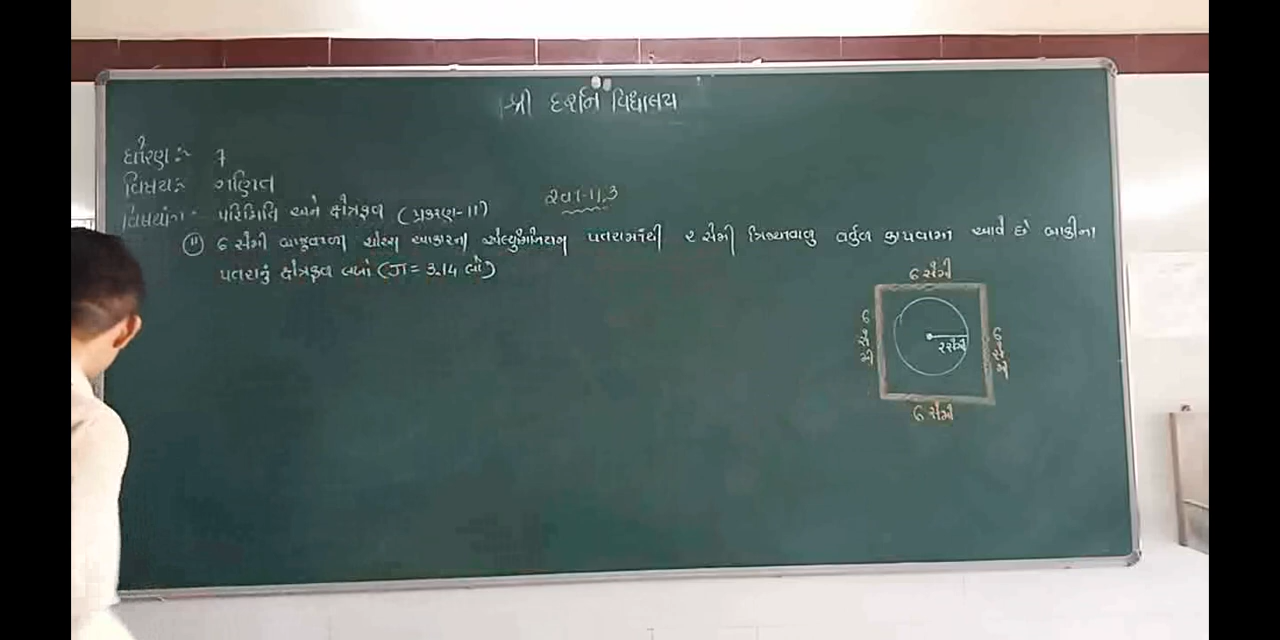 શ્રી દર્શન વિધાલય
ધોરણ :- 7
વિષય :- ગણિત
વિષયાંગ :- પરિમિતિ અને ક્ષેત્રફળ (પ્રકરણ-11)
સ્વા-11.3
11 6 સેમી બાજુવાળા ચોરસ આકારના એલ્યુમિનિયમ પતરામાંથી 2 સેમી ત્રિજ્યાવાળુ વર્તુળ કાપવામાં આવે છે બાકીના
પતરાનું ક્ષેત્રફળ લખો (π = 3.14 લો)
6 સેમી
6 સેમી
2 સેમી
6 સેમી
6 સેમી